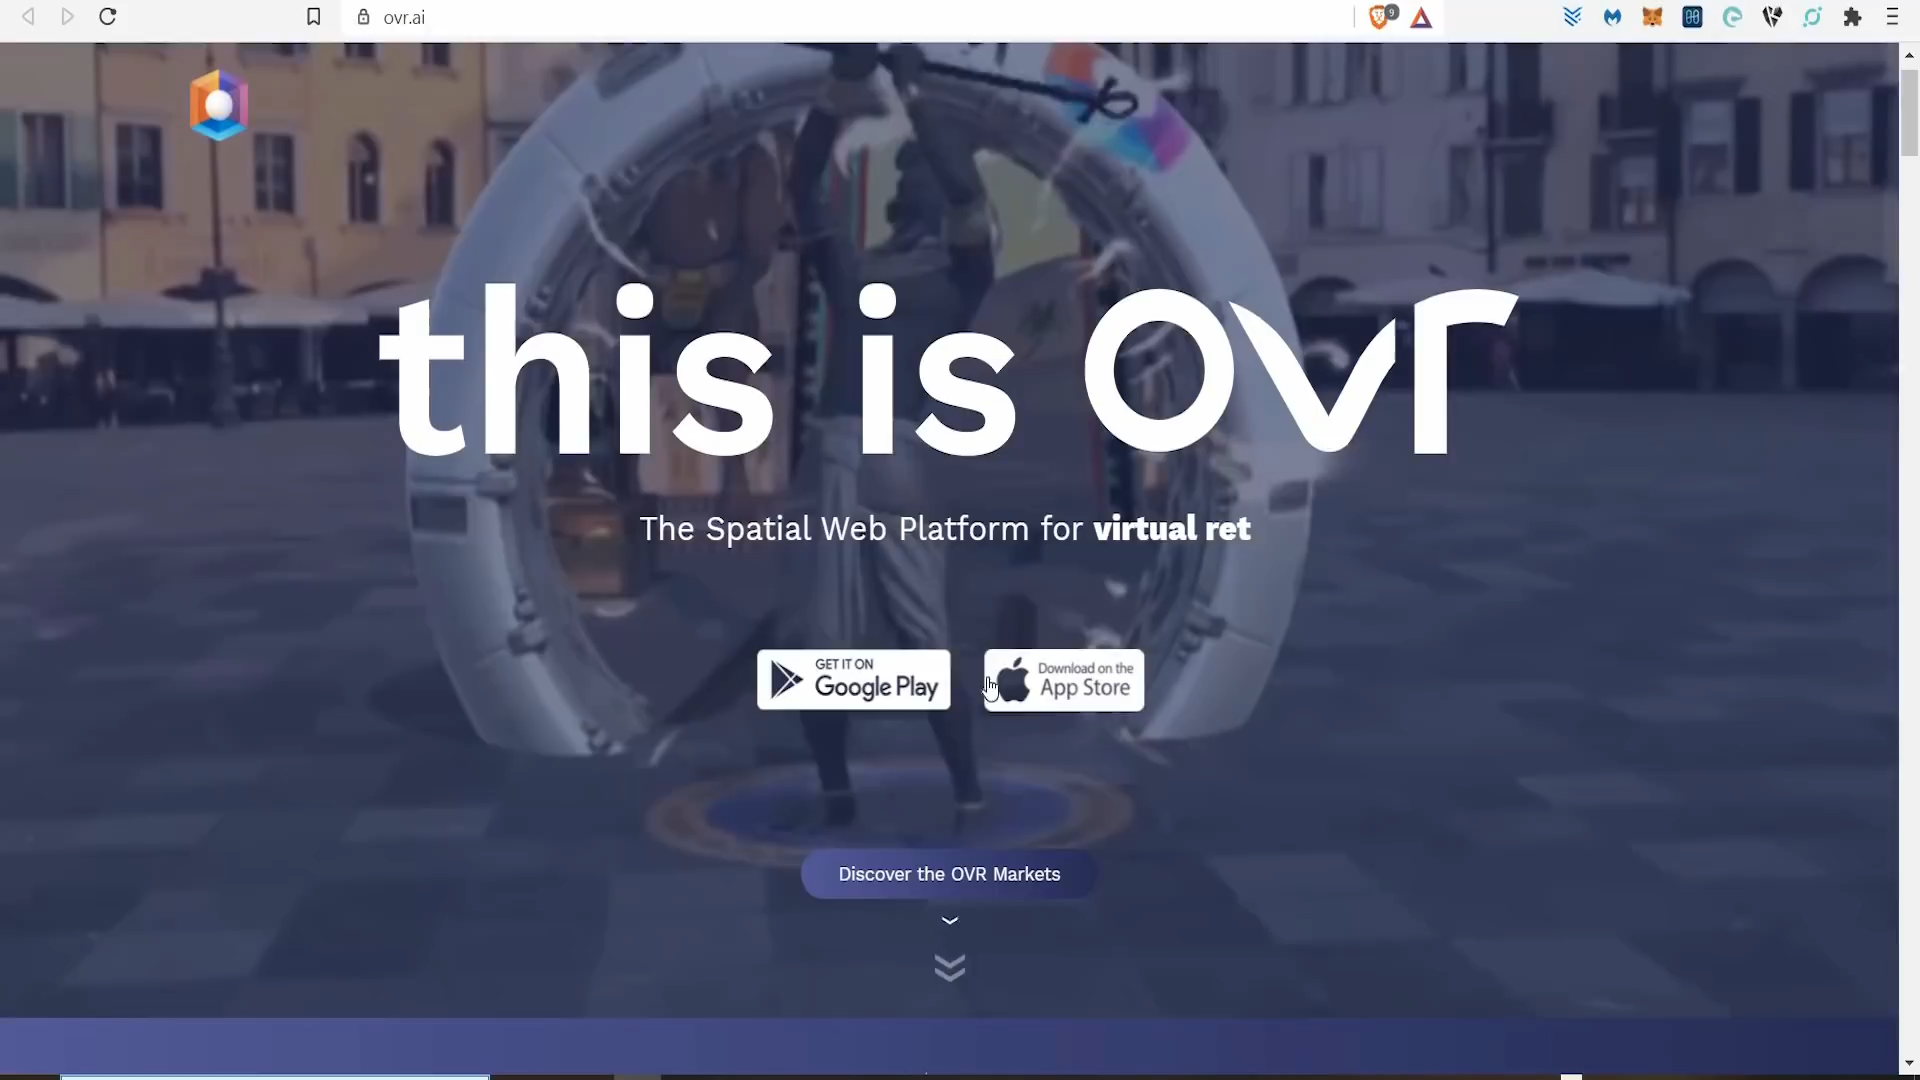 ovr.ai
9
this is ovr
The Spatial Web Platform for virtual ret
GET IT ON
Google Play
Download on the
App Store
Discover the OVR Markets